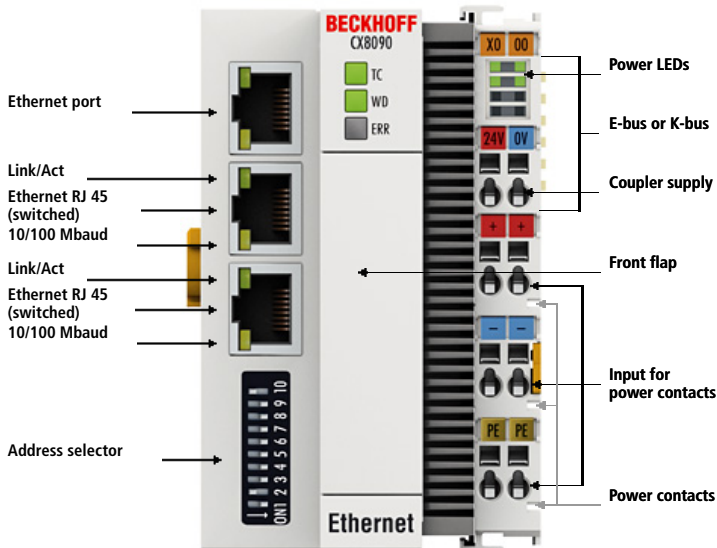 BECKHOFF
CX8090
TC
WD
ERR
X0 00
24V 0V
+ +
− −
PE PE
Ethernet port
Link/Act
Ethernet RJ 45
(switched)
10/100 Mbaud
Link/Act
Ethernet RJ 45
(switched)
10/100 Mbaud
Address selector
ON 1 2 3 4 5 6 7 8 9 10
Ethernet
Power LEDs
E-bus or K-bus
Coupler supply
Front flap
Input for
power contacts
Power contacts